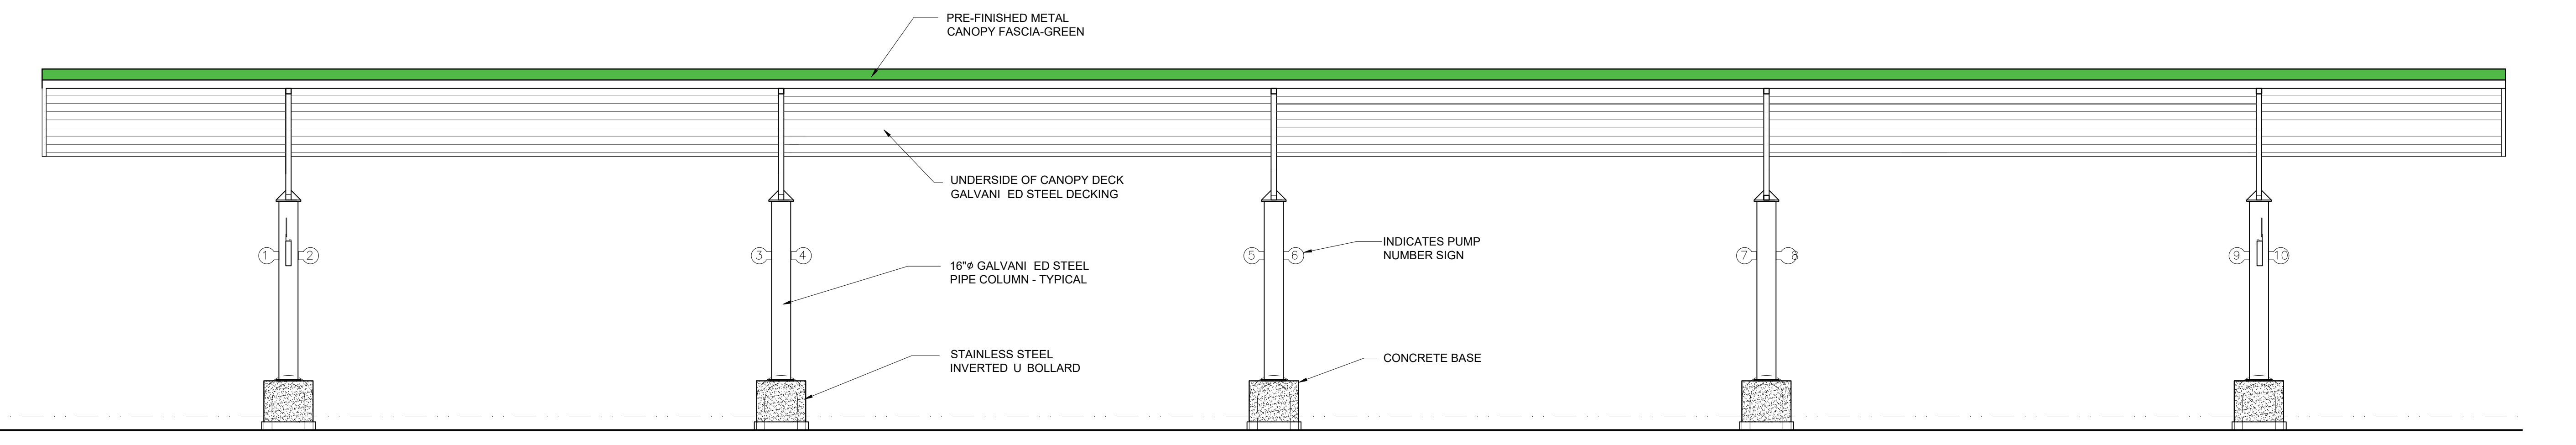 PRE-FINISHED METAL
CANOPY FASCIA-GREEN
UNDERSIDE OF CANOPY DECK
GALVANI ED STEEL DECKING
INDICATES PUMP
NUMBER SIGN
1 2 3 4 5 6 7 8 9 10
16"ø GALVANI ED STEEL
PIPE COLUMN - TYPICAL
STAINLESS STEEL
INVERTED U BOLLARD
CONCRETE BASE